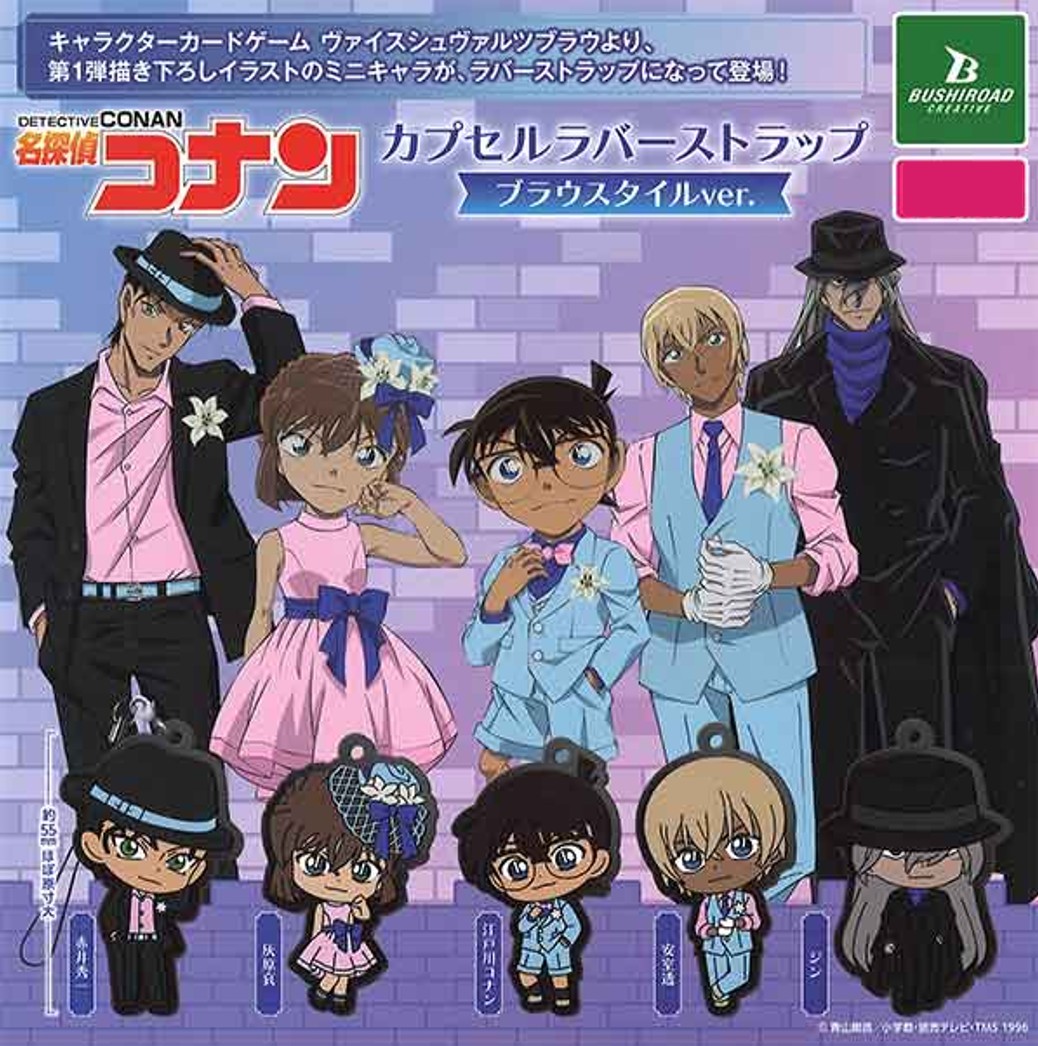 キャラクターカードゲーム ヴァイスシュヴァルツブラウより、
第1弾描き下ろしイラストのミニキャラが、ラバーストラップになって登場!
BUSHIROAD
CREATIVE
DETECTIVE CONAN
名探偵
コナン
カプセルラバーストラップ
ブラウスタイルver.
約55mm ほぼ原寸大
赤井秀一
灰原哀
江戸川コナン
安室透
ジン
©青山剛昌/小学館・読売テレビ・TMS 1996